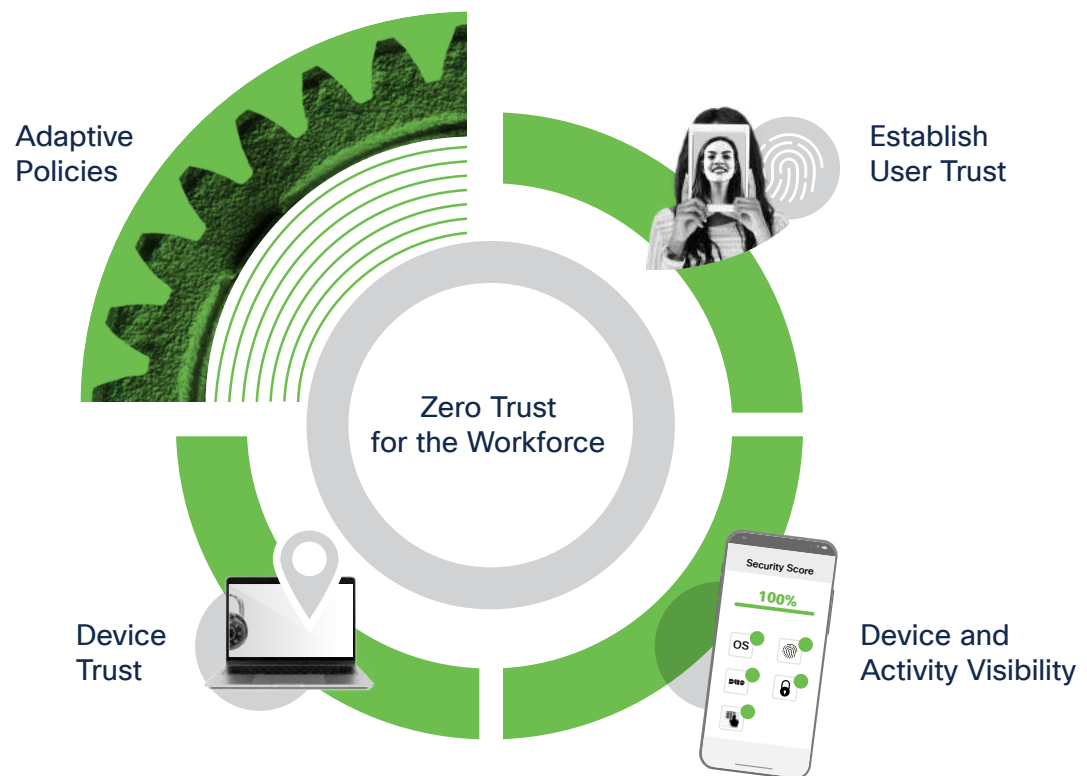 Adaptive
Policies
Establish
User Trust
Zero Trust
for the Workforce
Device
Trust
Security Score
100%
OS
DUO
Device and
Activity Visibility